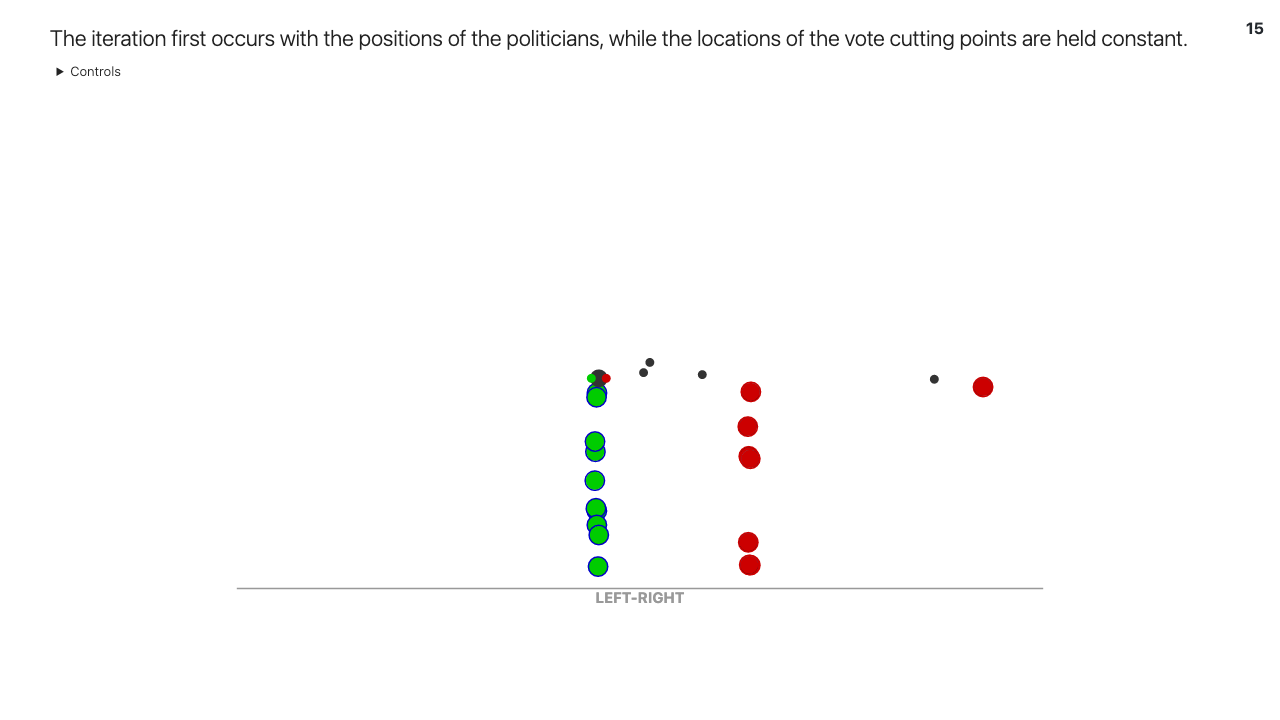 The iteration first occurs with the positions of the politicians, while the locations of the vote cutting points are held constant.
15
Controls
LEFT-RIGHT